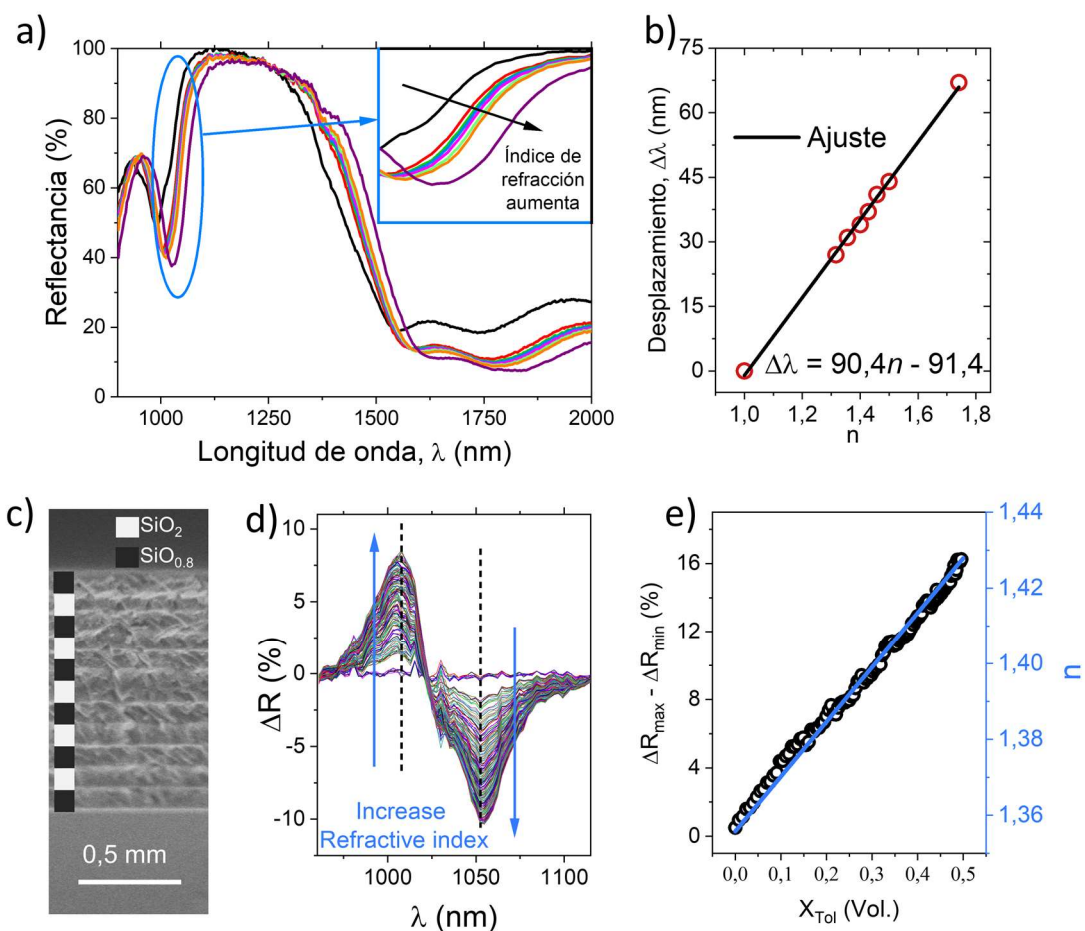 a)
100
80
60
40
20
0
Reflectancia (%)
1000
1250
1500
1750
2000
Longitud de onda, λ (nm)
Índice de
refracción
aumenta
b)
75
60
45
30
15
0
Desplazamiento, Δλ (nm)
Ajuste
Δλ = 90,4n - 91,4
1,0
1,2
1,4
1,6
1,8
n
c)
SiO₂
SiO₀.₈
0,5 mm
d)
10
5
0
-5
-10
ΔR (%)
Increase
Refractive index
1000
1050
1100
λ (nm)
e)
16
12
8
4
0
ΔRmax - ΔRmin (%)
1,44
1,42
1,40
1,38
1,36
n
0,0
0,1
0,2
0,3
0,4
0,5
XTol (Vol.)